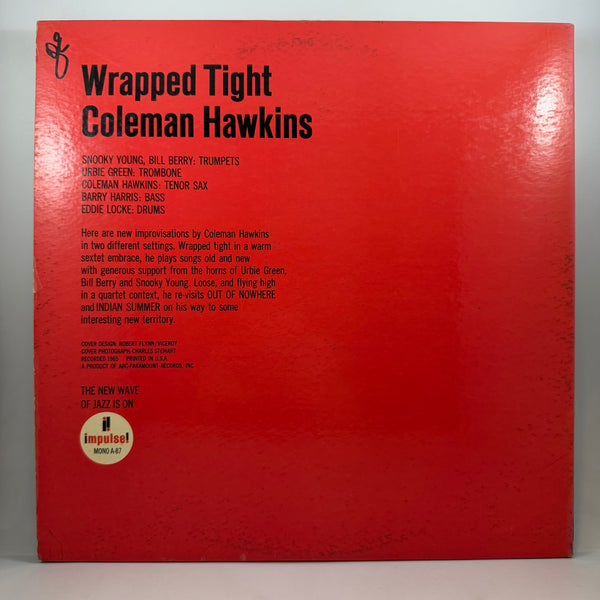 Wrapped Tight
Coleman Hawkins
SNOOKY YOUNG, BILL BERRY: TRUMPETS
URBIE GREEN: TROMBONE
COLEMAN HAWKINS: TENOR SAX
BARRY HARRIS: BASS
EDDIE LOCKE: DRUMS
Here are new improvisations by Coleman Hawkins
in two different settings. Wrapped tight in a warm
sextet embrace, he plays songs old and new
with generous support from the horns of Urbie Green,
Bill Berry and Snooky Young. Loose, and flying high
in a quartet context, he re-visits OUT OF NOWHERE
and INDIAN SUMMER on his way to some
interesting new territory.
COVER DESIGN: ROBERT FLYNN/VICEROY
COVER PHOTOGRAPH-CHARLES STEWART
RECORDED 1965 PRINTED IN U.S.A.
A PRODUCT OF ABC-PARAMOUNT RECORDS, INC.
THE NEW WAVE
OF JAZZ IS ON
i!
impulse!
MONO A-87